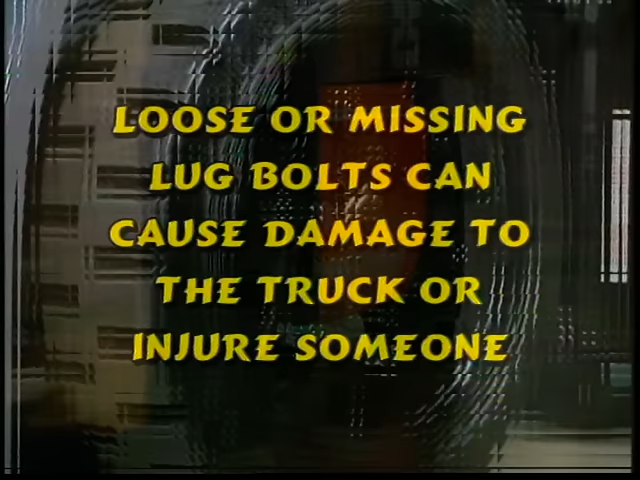 LOOSE OR MISSING
LUG BOLTS CAN
CAUSE DAMAGE TO
THE TRUCK OR
INJURE SOMEONE